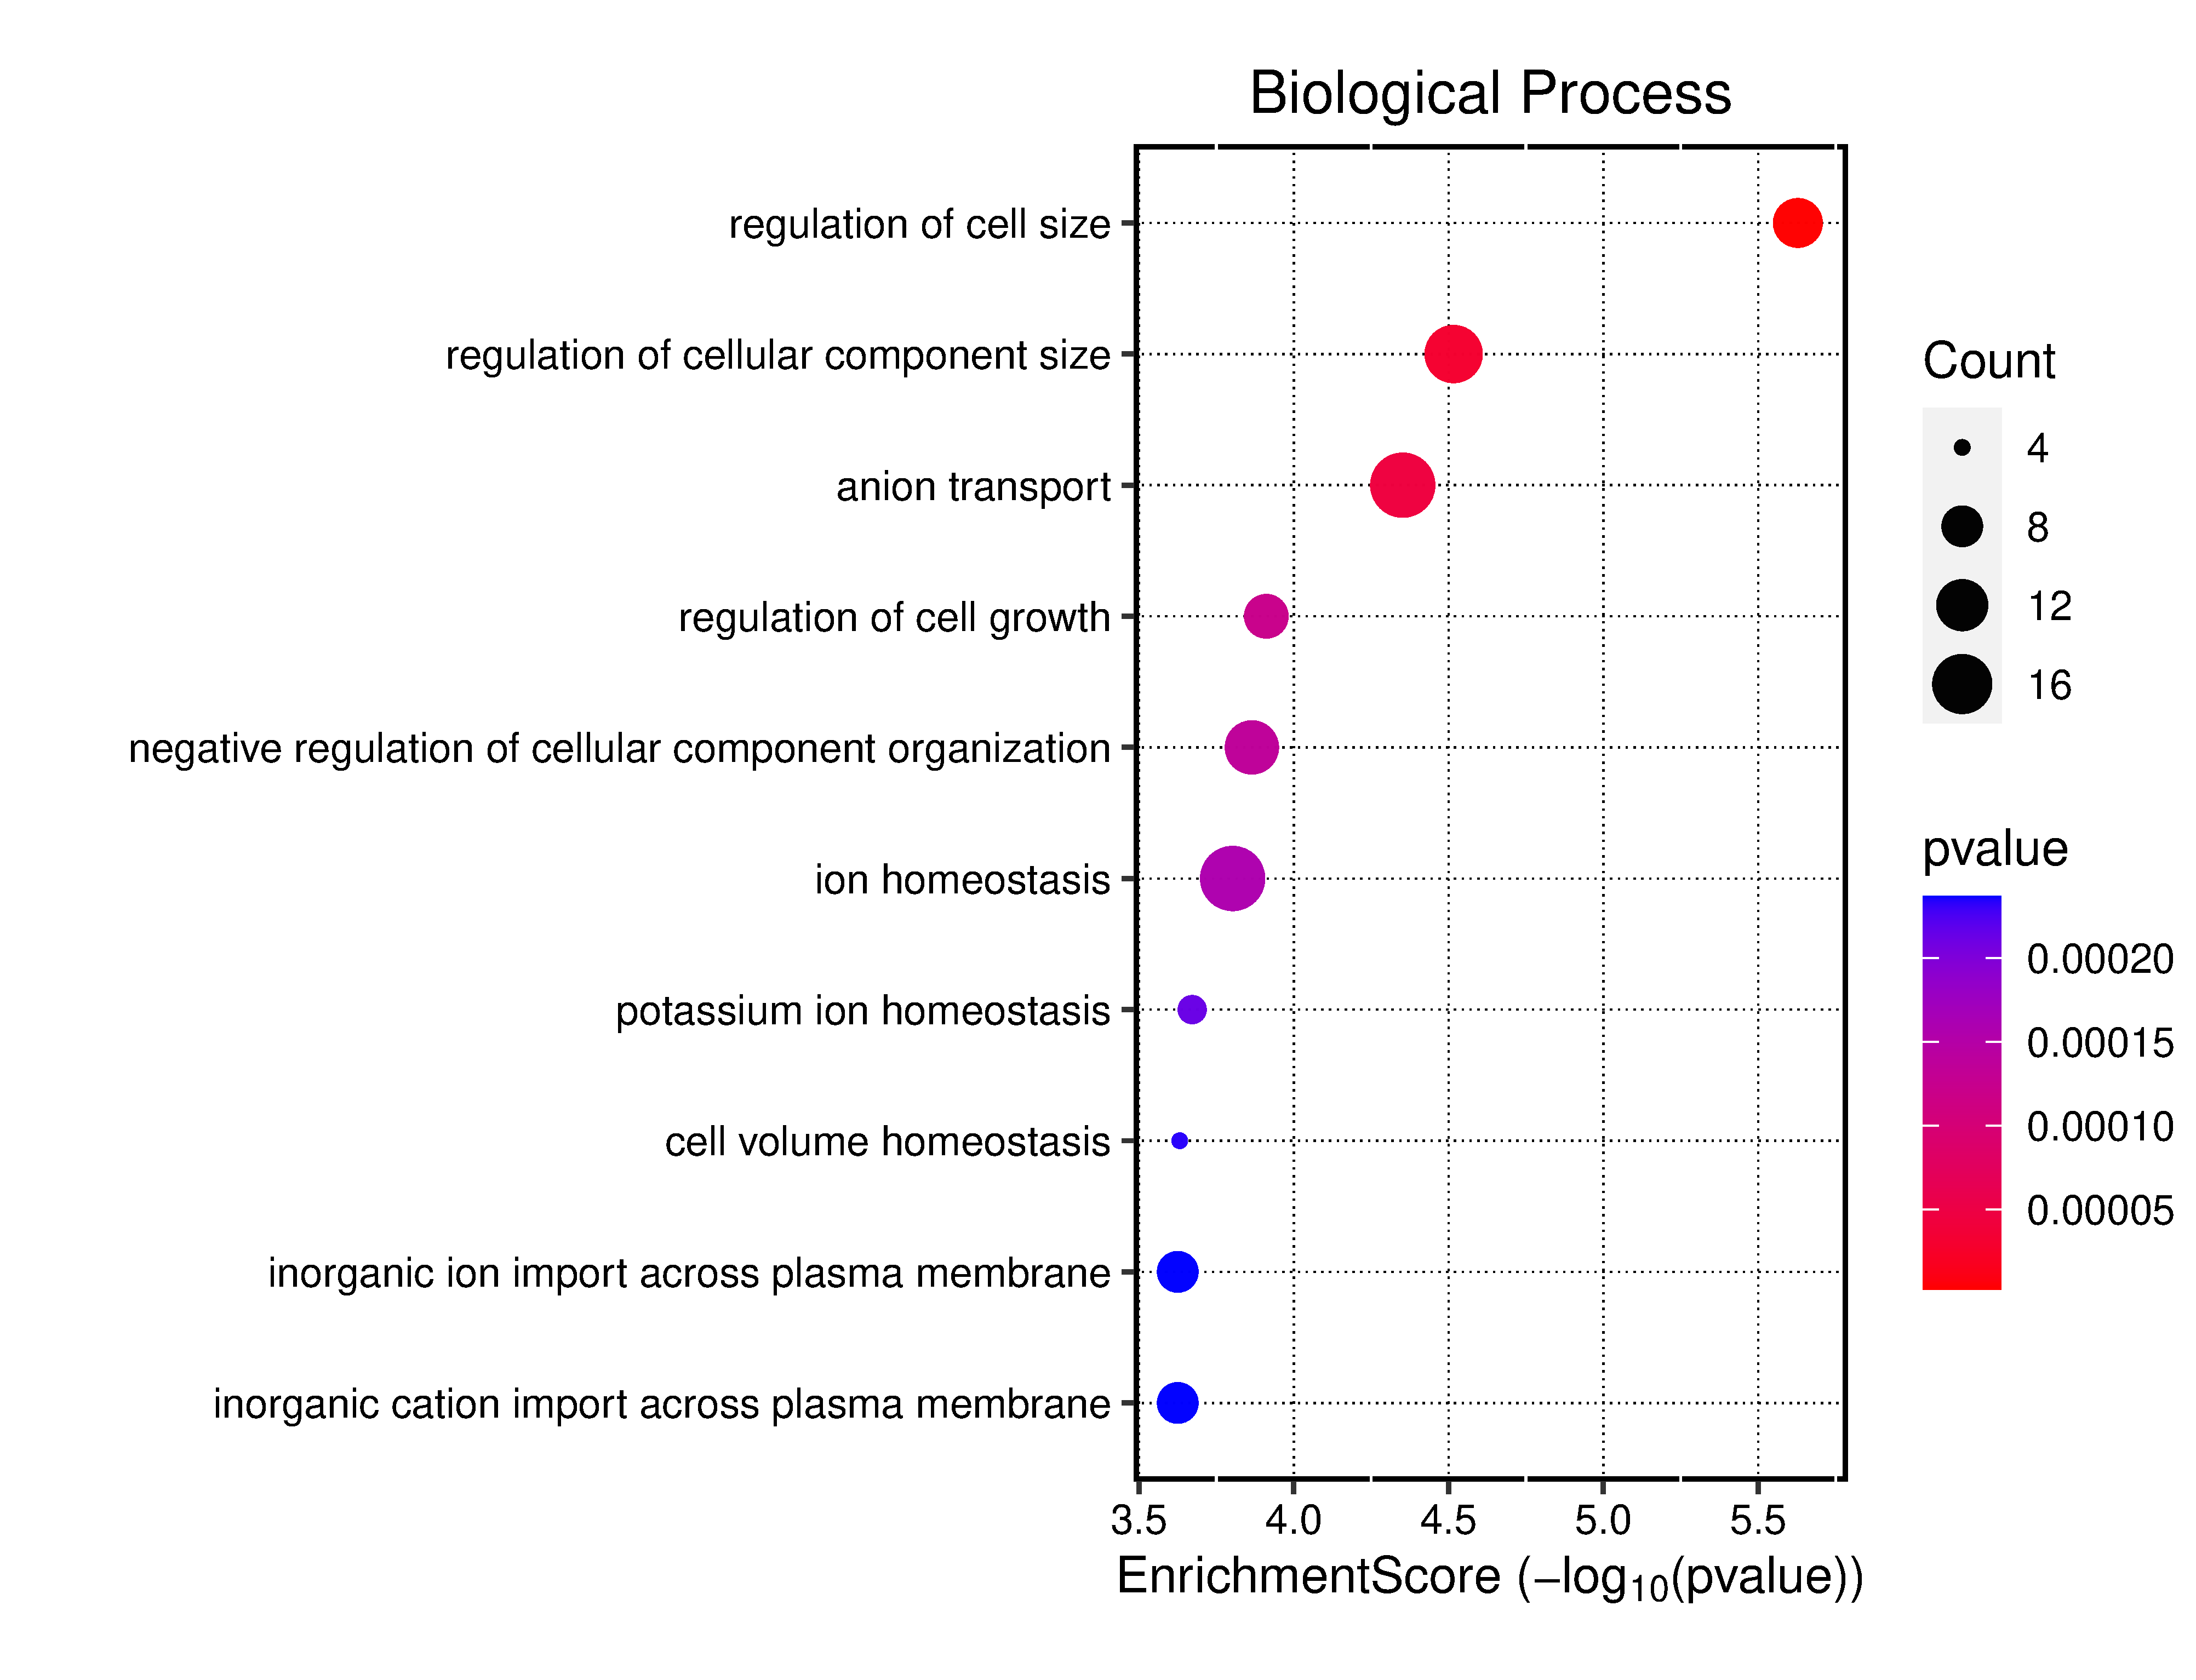 Biological Process
regulation of cell size
regulation of cellular component size
anion transport
regulation of cell growth
negative regulation of cellular component organization
ion homeostasis
potassium ion homeostasis
cell volume homeostasis
inorganic ion import across plasma membrane
inorganic cation import across plasma membrane
3.5 4.0 4.5 5.0 5.5
EnrichmentScore (−log10(pvalue))
Count
4
8
12
16
pvalue
0.00020
0.00015
0.00010
0.00005